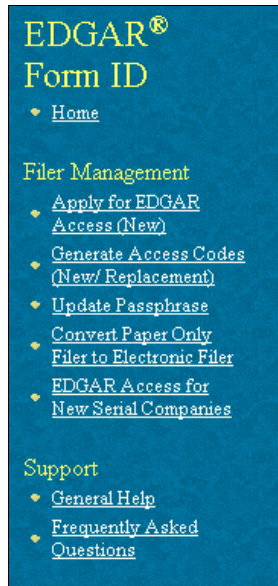 EDGAR®
Form ID
Home
Filer Management
Apply for EDGAR
Access (New)
Generate Access Codes
(New/ Replacement)
Update Passphrase
Convert Paper Only
Filer to Electronic Filer
EDGAR Access for
New Serial Companies
Support
General Help
Frequently Asked
Questions